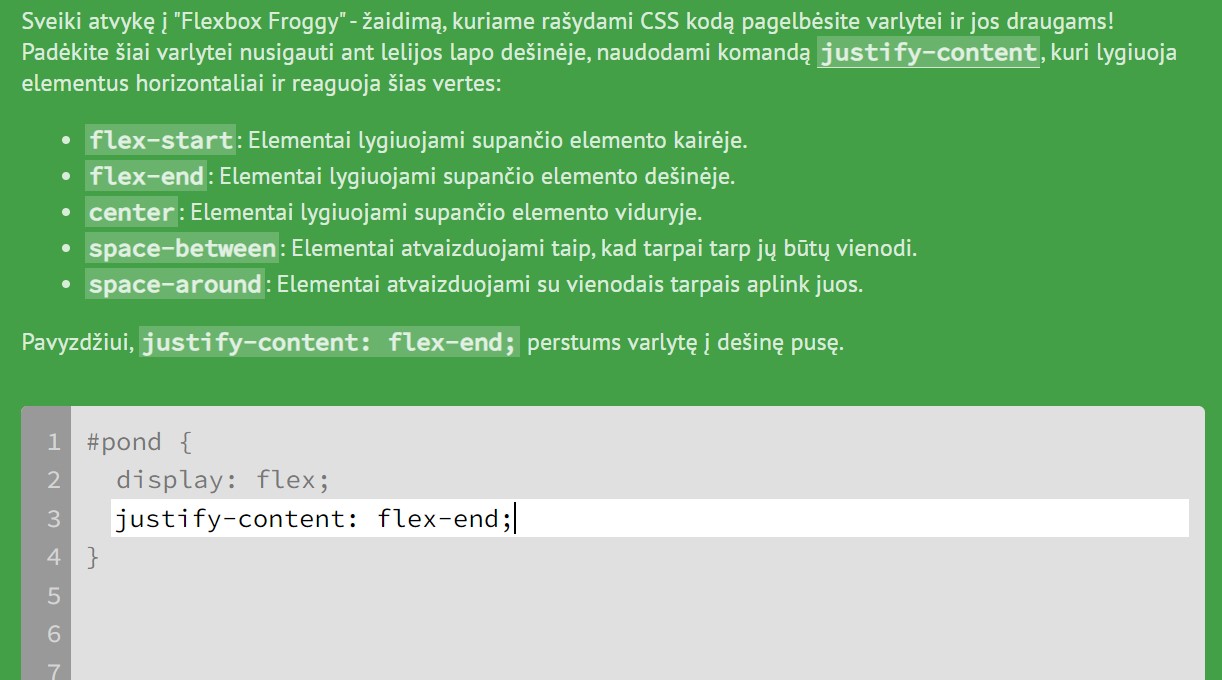 Sveiki atvykę į "Flexbox Froggy" - žaidimą, kuriame rašydami CSS kodą pagelbėsite varlytei ir jos draugams!
Padėkite šiai varlytei nusigauti ant lelijos lapo dešinėje, naudodami komandą justify-content, kuri lygiuoja
elementus horizontaliai ir reaguoja šias vertes:
• flex-start: Elementai lygiuojami supančio elemento kairėje.
• flex-end: Elementai lygiuojami supančio elemento dešinėje.
• center: Elementai lygiuojami supančio elemento viduryje.
• space-between: Elementai atvaizduojami taip, kad tarpai tarp jų būtų vienodi.
• space-around: Elementai atvaizduojami su vienodais tarpais aplink juos.
Pavyzdžiui, justify-content: flex-end; perstums varlytę į dešinę pusę.
1 #pond {
2 display: flex;
3 justify-content: flex-end;
4 }
5
6
7